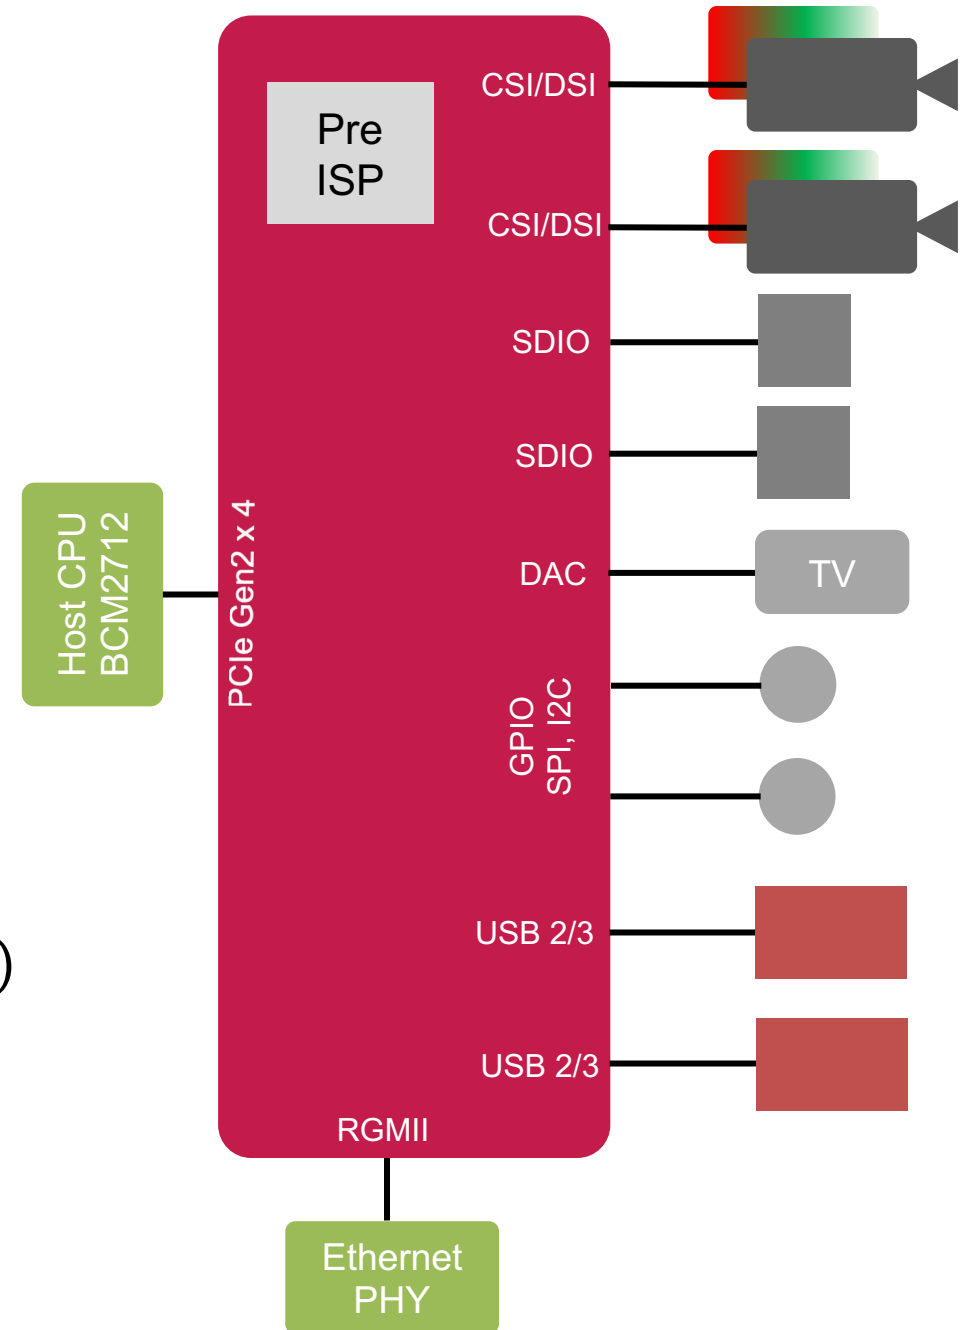 CSI/DSI
Pre
ISP
CSI/DSI
SDIO
SDIO
Host CPU
BCM2712
PCIe Gen2 x 4
DAC
TV
GPIO
SPI, I2C
USB 2/3
)
USB 2/3
RGMII
Ethernet
PHY